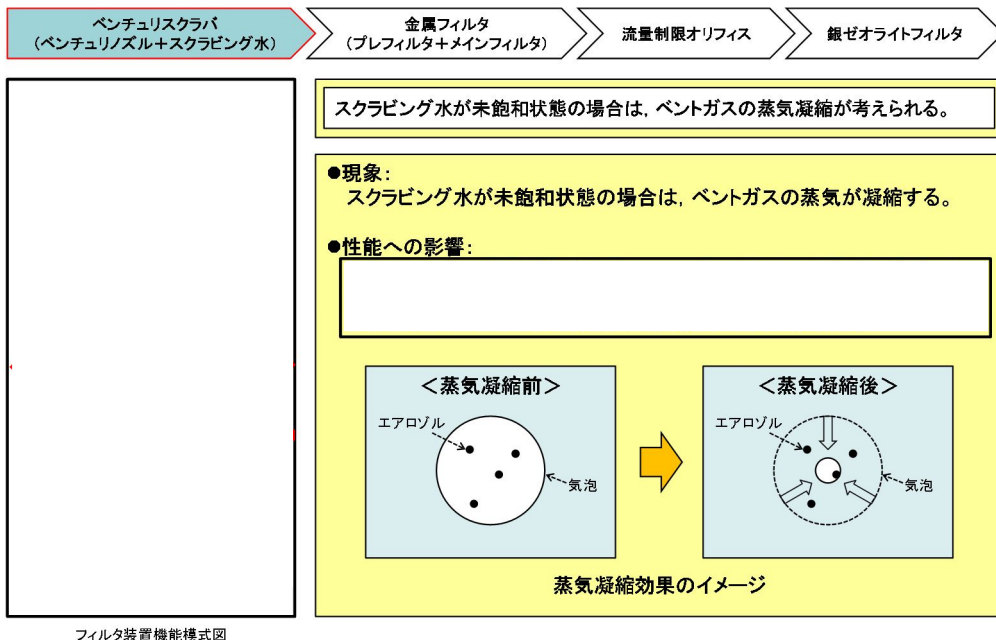 ベンチュリスクラバ
(ベンチュリノズル+スクラビング水)
金属フィルタ
(プレフィルタ+メインフィルタ)
流量制限オリフィス
銀ゼオライトフィルタ
スクラビング水が未飽和状態の場合は,ベントガスの蒸気凝縮が考えられる。
●現象:
スクラビング水が未飽和状態の場合は,ベントガスの蒸気が凝縮する。
●性能への影響:
<蒸気凝縮前>
エアロゾル
気泡
<蒸気凝縮後>
エアロゾル
気泡
蒸気凝縮効果のイメージ
フィルタ装置機能模式図